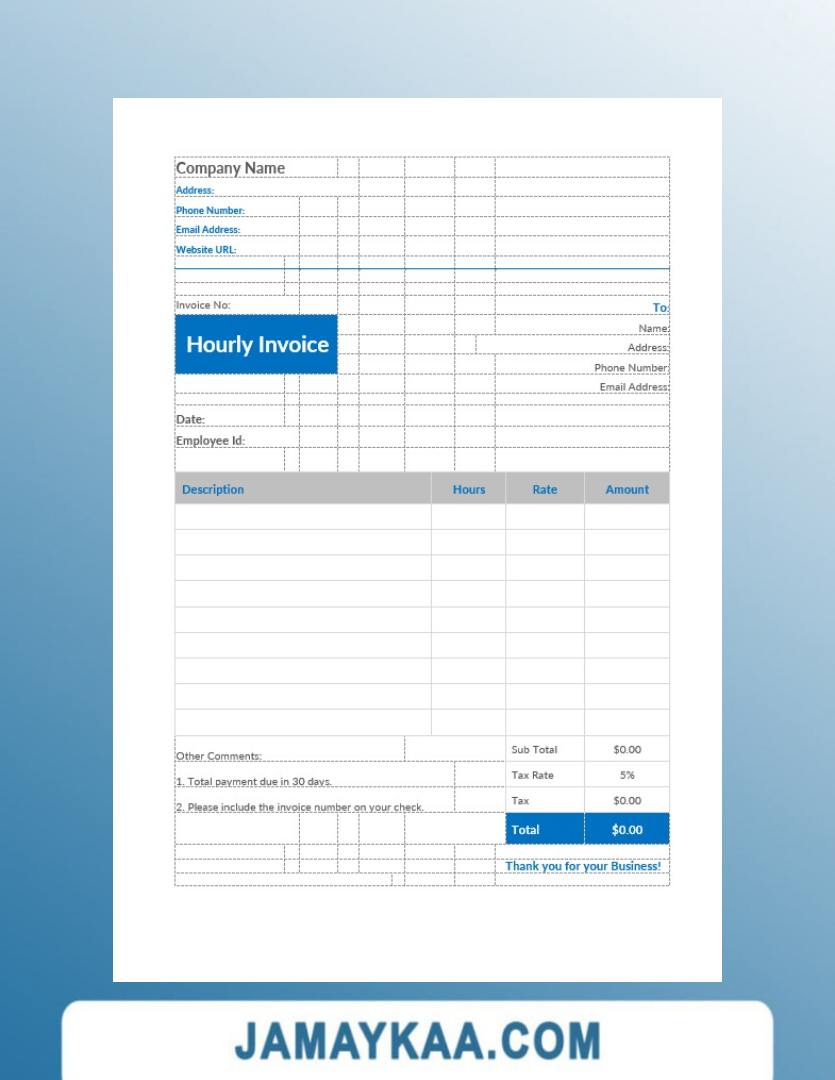 Company Name
Address:
Phone Number:
Email Address:
Website URL:
Invoice No:
To:
Hourly Invoice
Name:
Address:
Phone Number:
Email Address:
Date:
Employee Id:
Description Hours Rate Amount
Sub Total $0.00
Other Comments:
Tax Rate 5%
1. Total payment due in 30 days.
Tax $0.00
2. Please include the invoice number on your check.
Total $0.00
Thank you for your Business!
JAMAYKAA.COM